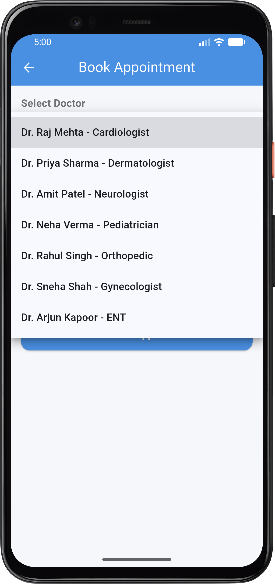 5:00
Book Appointment
Select Doctor
Dr. Raj Mehta - Cardiologist
Dr. Priya Sharma - Dermatologist
Dr. Amit Patel - Neurologist
Dr. Neha Verma - Pediatrician
Dr. Rahul Singh - Orthopedic
Dr. Sneha Shah - Gynecologist
Dr. Arjun Kapoor - ENT